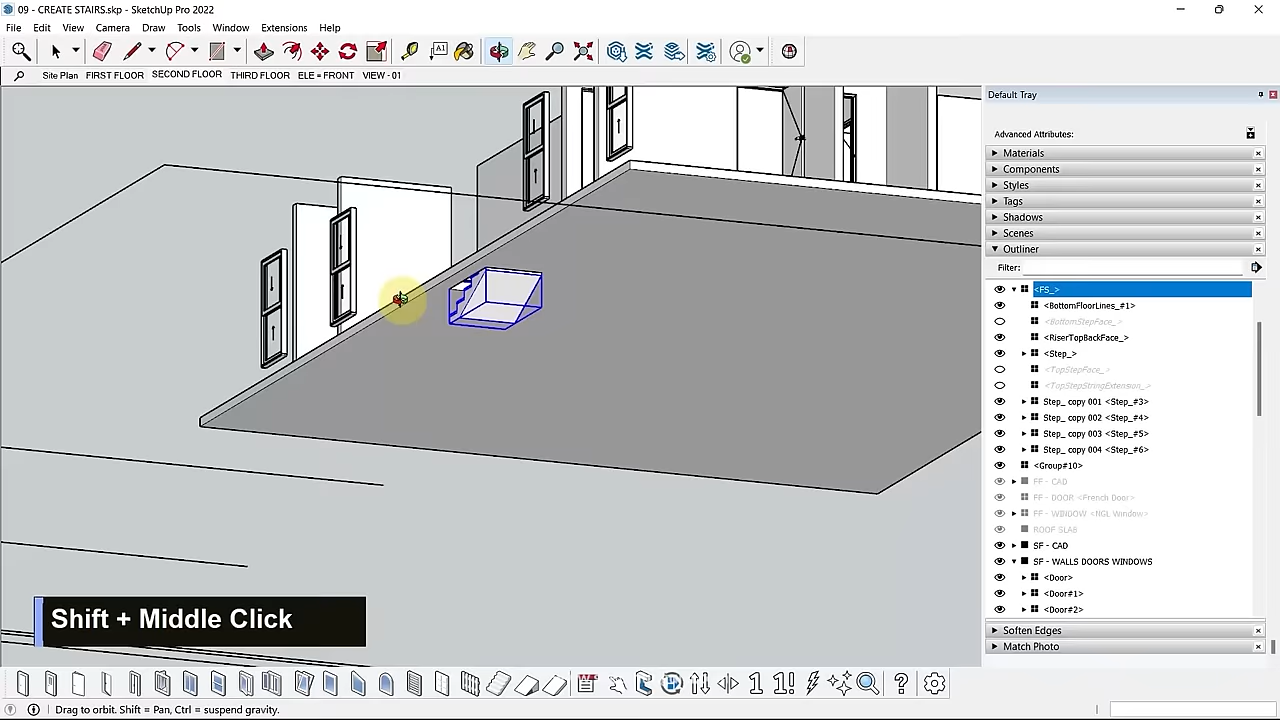 09 - CREATE STAIRS.skp - SketchUp Pro 2022
File Edit View Camera Draw Tools Window Extensions Help
Site Plan FIRST FLOOR SECOND FLOOR THIRD FLOOR ELE = FRONT VIEW - 01
Default Tray
Advanced Attributes:
Materials
Components
Styles
Tags
Shadows
Scenes
Outliner
Filter:
<FS_>
<BottomFloorLines_#1>
<BottomStepFace_>
<RiserTopBackFace_>
<Step_>
<TopStepFace_>
<TopStepStringExtension_>
Step_ copy 001 <Step_#3>
Step_ copy 002 <Step_#4>
Step_ copy 003 <Step_#5>
Step_ copy 004 <Step_#6>
<Group#10>
FF - CAD
FF - DOOR <French Door>
FF - WINDOW <NGL Window>
ROOF SLAB
SF - CAD
SF - WALLS DOORS WINDOWS
<Door>
<Door#1>
<Door#2>
Soften Edges
Match Photo
Shift + Middle Click
Drag to orbit. Shift = Pan, Ctrl = suspend gravity.